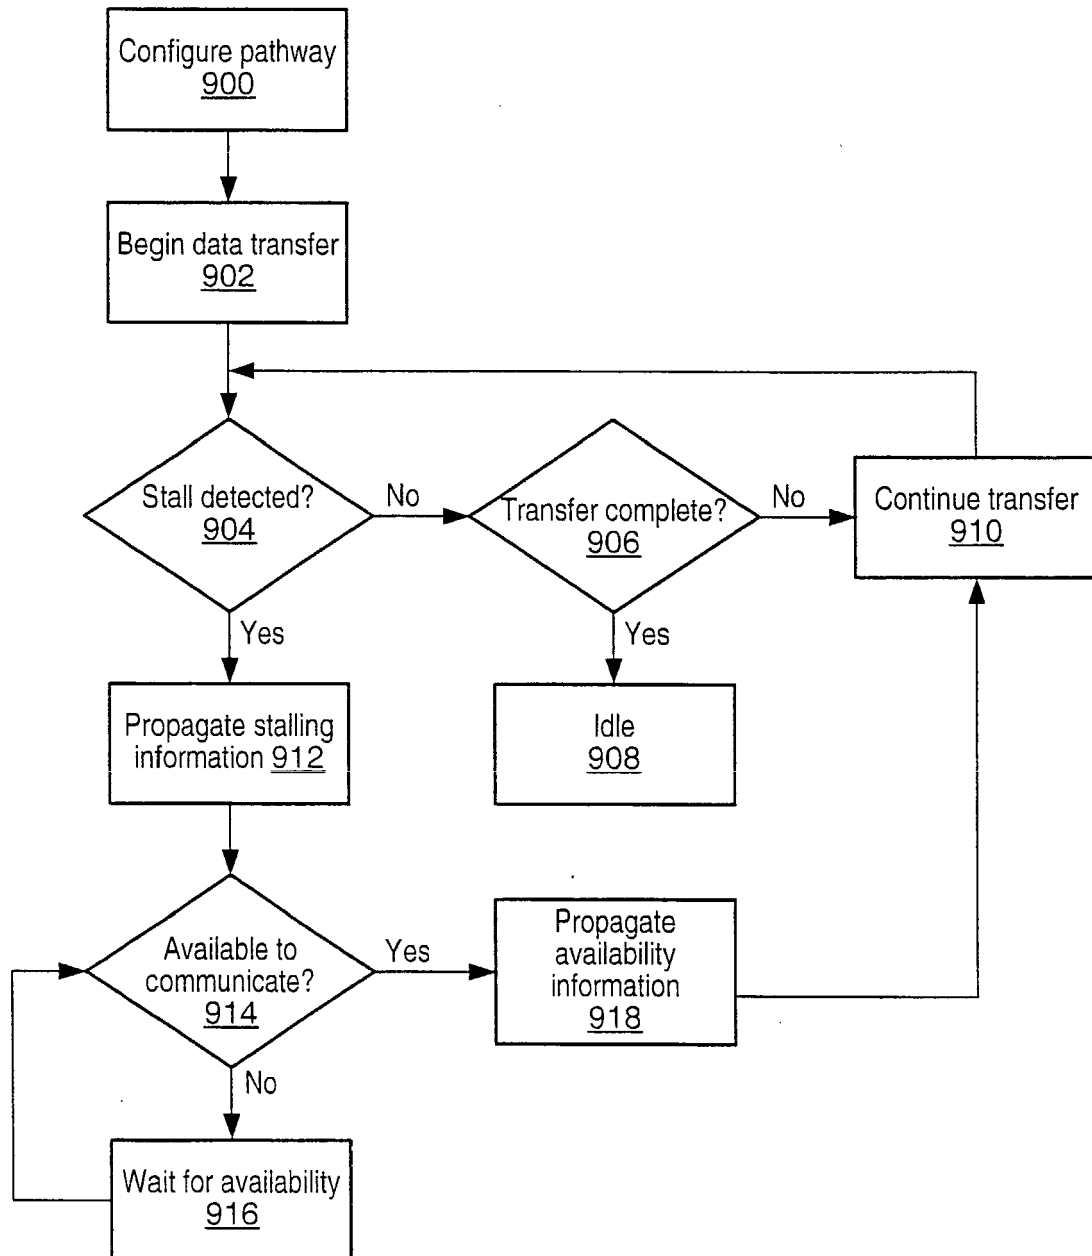 Configure pathway
900
Begin data transfer
902
Stall detected?
904
No
Transfer complete?
906
No
Continue transfer
910
Yes
Yes
Propagate stalling
information 912
Idle
908
Available to
communicate?
914
Yes
Propagate
availability
information
918
No
Wait for availability
916